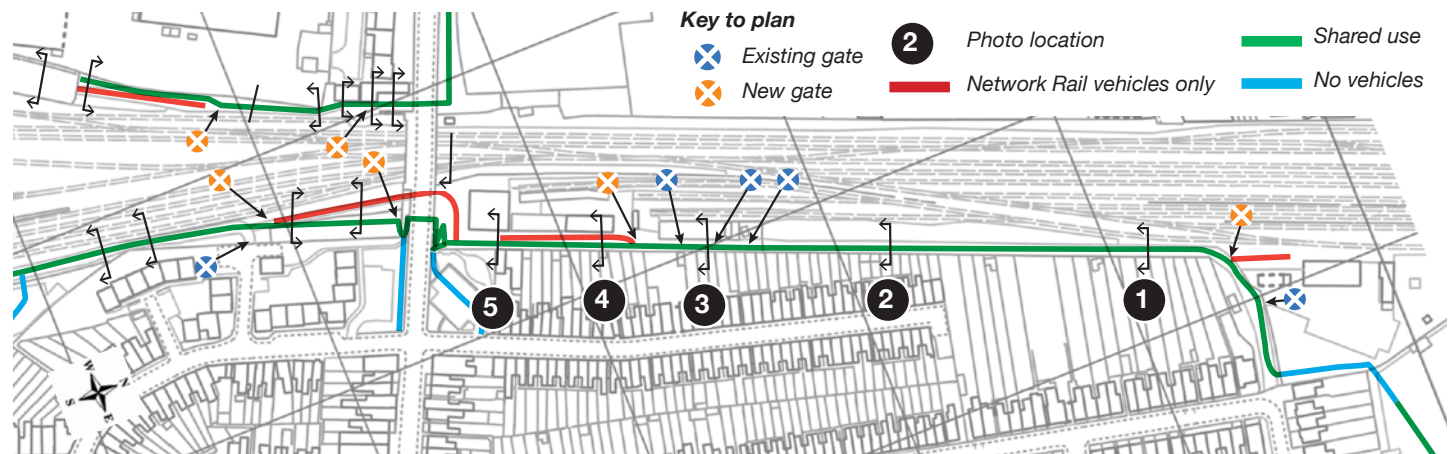 Key to plan
Existing gate
New gate
2 Photo location
Network Rail vehicles only
Shared use
No vehicles
5 4 3 2 1
W N
S E